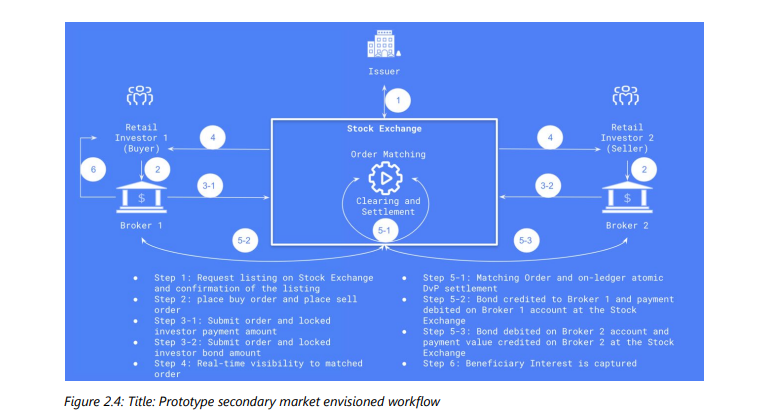 Issuer
1
Stock Exchange
Retail
Investor 1
(Buyer)
4
4
Retail
Investor 2
(Seller)
Order Matching
6
2
3-1
Clearing and
Settlement
3-2
2
$
$
Broker 1
5-1
Broker 2
5-2
5-3
• Step 1: Request listing on Stock Exchange
and confirmation of the listing
• Step 2: place buy order and place sell
order
• Step 3-1: Submit order and locked
investor payment amount
• Step 3-2: Submit order and locked
investor bond amount
• Step 4: Real-time visibility to matched
order
• Step 5-1: Matching Order and on-ledger atomic
DvP settlement
• Step 5-2: Bond credited to Broker 1 and payment
debited on Broker 1 account at the Stock
Exchange
• Step 5-3: Bond debited on Broker 2 account and
payment value credited on Broker 2 at the Stock
Exchange
• Step 6: Beneficiary Interest is captured
Figure 2.4: Title: Prototype secondary market envisioned workflow